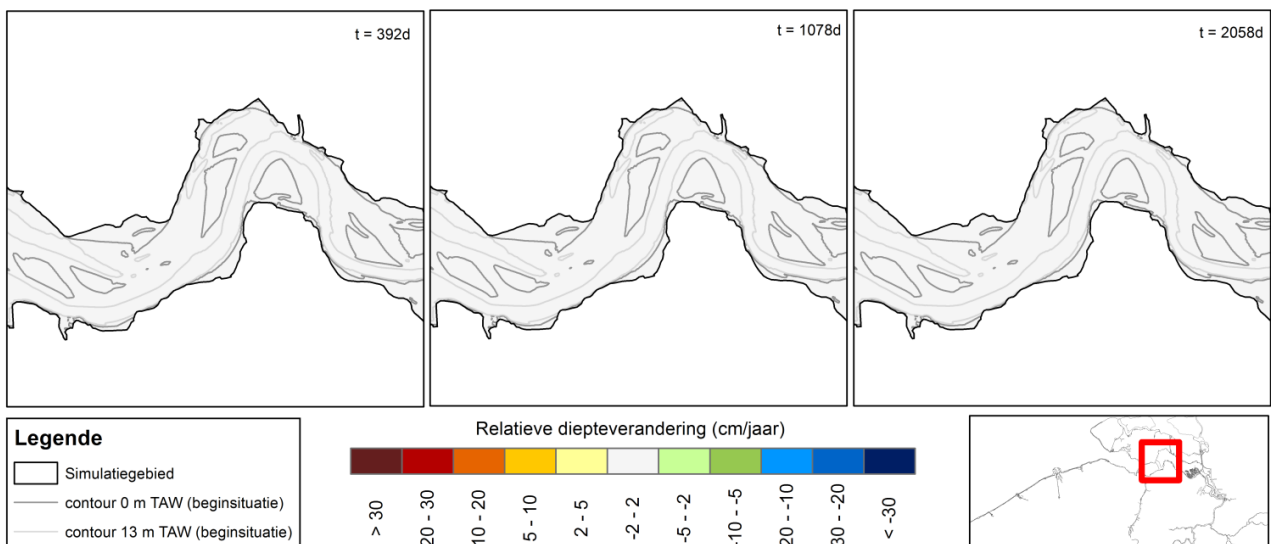 t = 392d
t = 1078d
t = 2058d
Legende
Simulatiegebied
contour 0 m TAW (beginsituatie)
contour 13 m TAW (beginsituatie)
Relatieve diepteverandering (cm/jaar)
> 30
20 - 30
10 - 20
5 - 10
2 - 5
-2 - 2
-5 - -2
-10 - -5
20 - -10
30 - -20
< -30